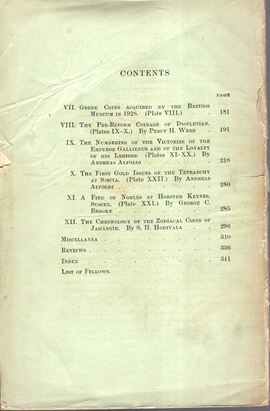 CONTENTS
PAGE
VII. Greek Coins acquired by the British
Museum in 1928. (Plate VIII.) 181
VIII. The Pre-Reform Coinage of Diocletian.
(Plates IX–X.) By Percy H. Webb 191
IX. The Numbering of the Victories of the
Emperor Gallienus and of the Loyalty
of his Legions. (Plates XI–XX.) By
Andreas Alföldi 218
X. The First Gold Issues of the Tetrarchy
at Siscia. (Plate XXII.) By Andreas
Alföldi 280
XI. A Find of Nobles at Horsted Keynes,
Sussex. (Plate XXI.) By George C.
Brooke 285
XII. The Chronology of the Zodiacal Coins of
Jahāngīr. By S. H. Hodivala 296
Miscellanea 310
Reviews 336
Index 341
List of Fellows.